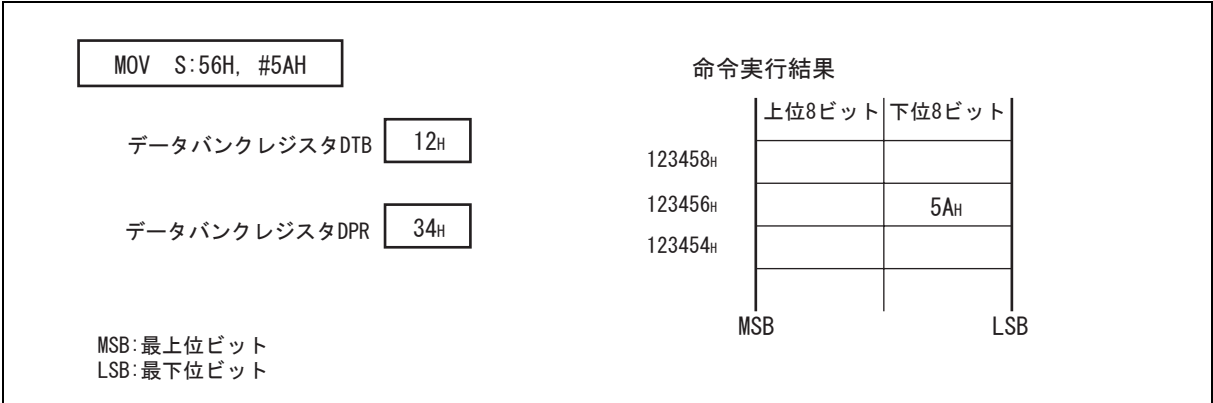 MOV S:56H, #5AH
データバンクレジスタDTB 12H
データバンクレジスタDPR 34H
MSB:最上位ビット
LSB:最下位ビット
命令実行結果
上位8ビット 下位8ビット
123458H
123456H 5AH
123454H
MSB LSB